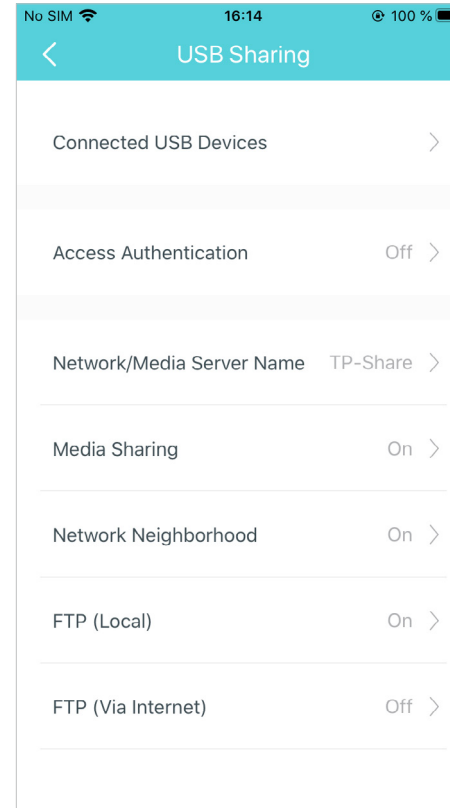 No SIM 16:14 100 %
USB Sharing
Connected USB Devices
Access Authentication Off
Network/Media Server Name TP-Share
Media Sharing On
Network Neighborhood On
FTP (Local) On
FTP (Via Internet) Off